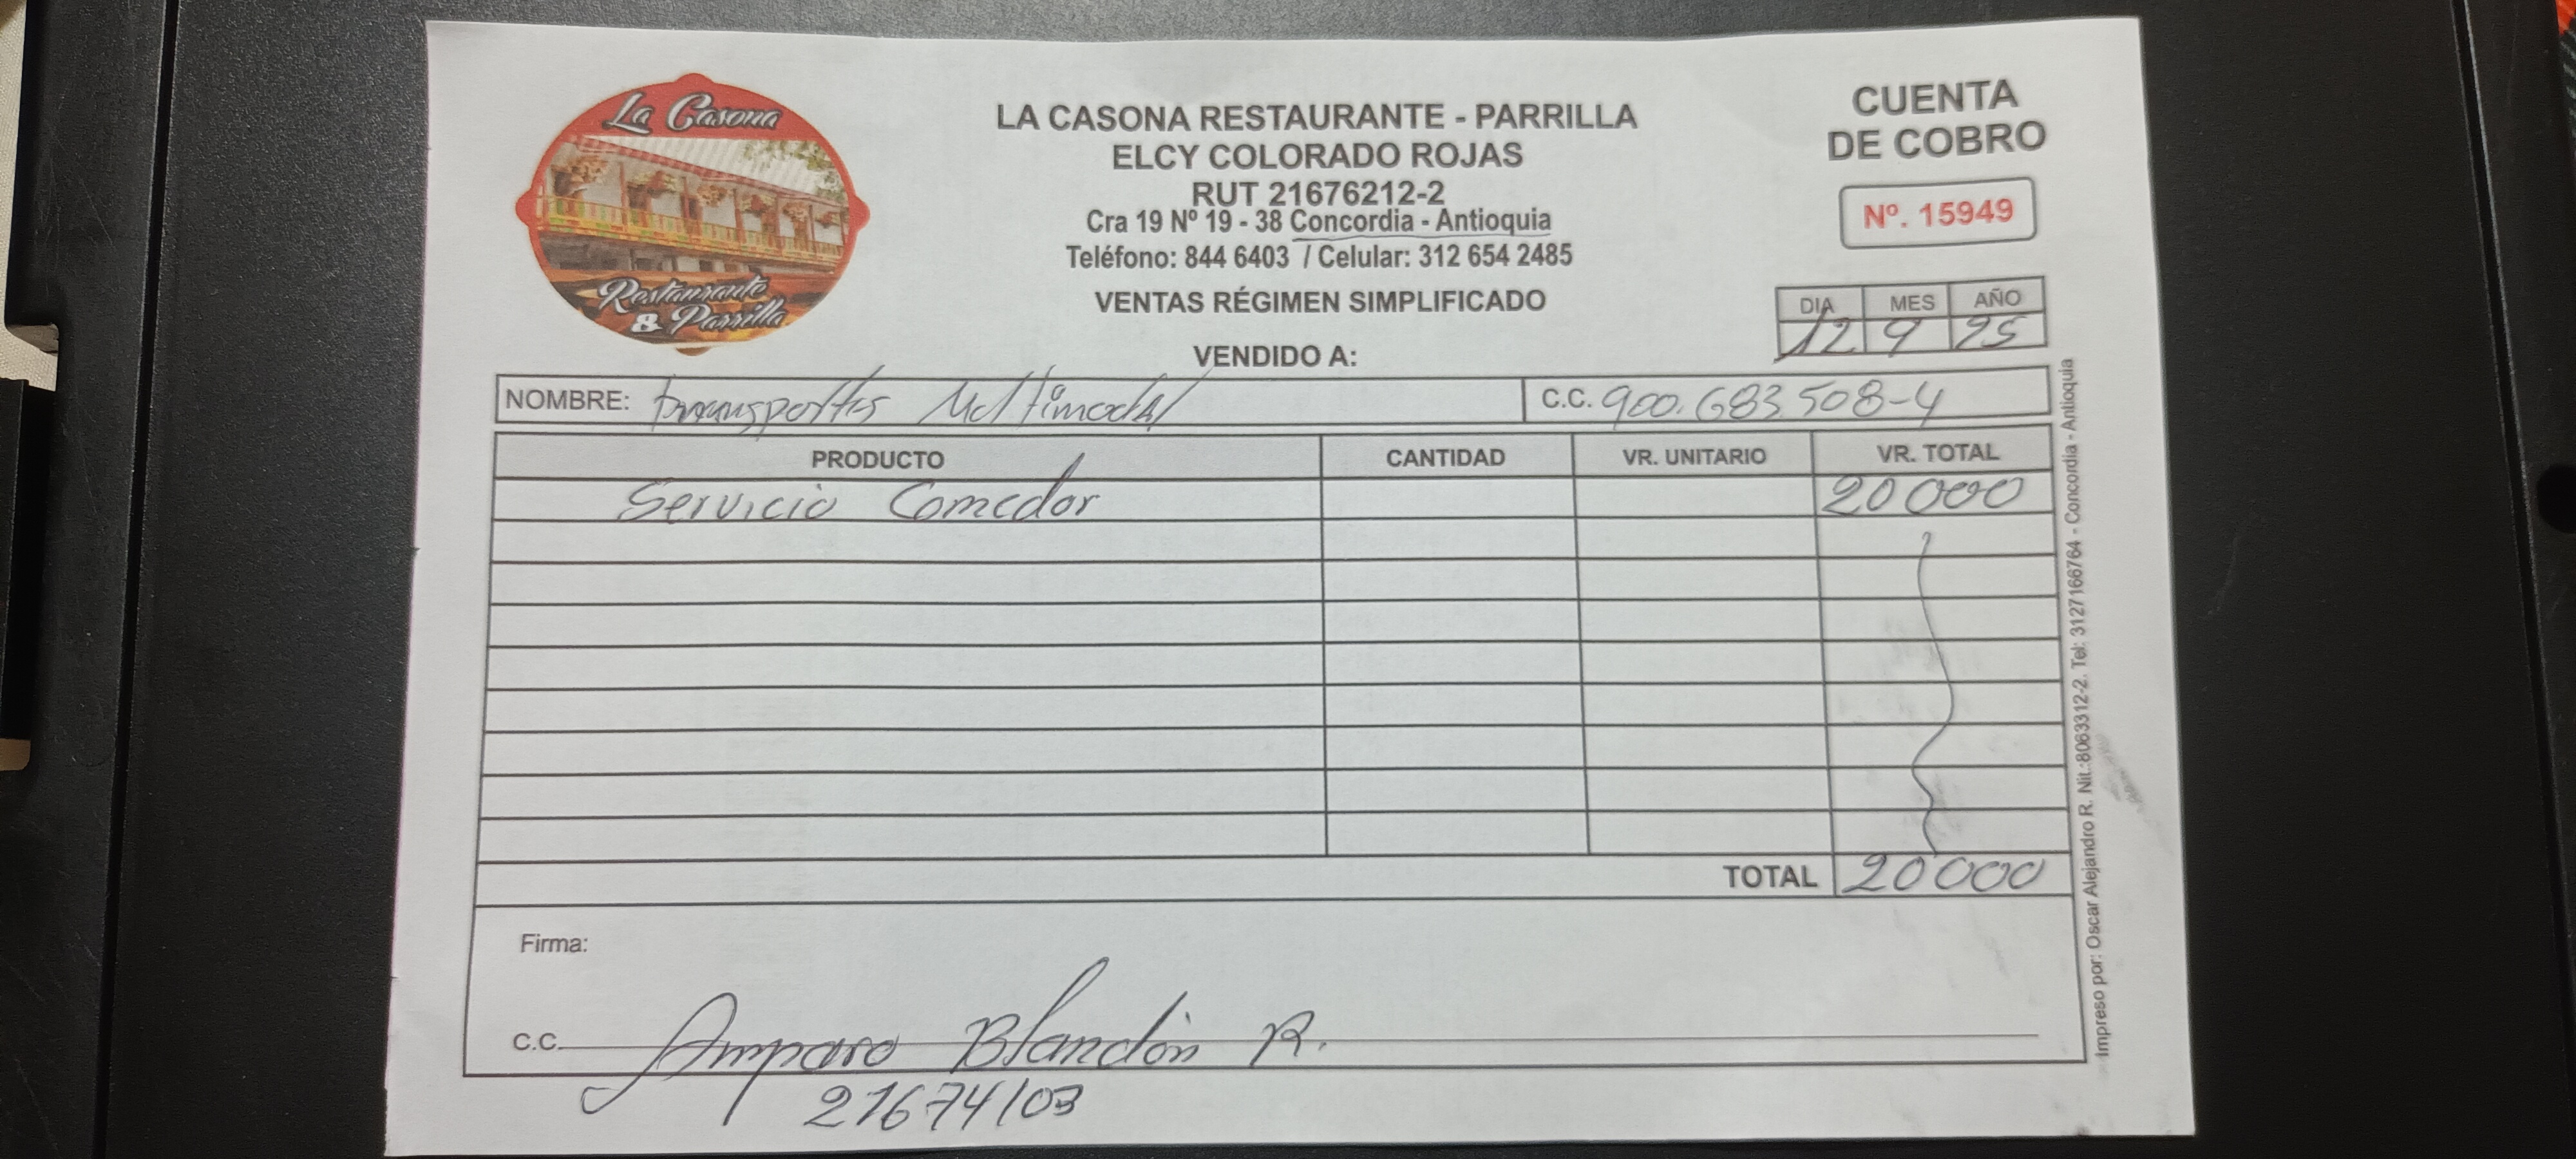 La Casona
Restaurante
& Parrilla
LA CASONA RESTAURANTE - PARRILLA
ELCY COLORADO ROJAS
RUT 21676212-2
Cra 19 Nº 19 - 38 Concordia - Antioquia
Teléfono: 844 6403 / Celular: 312 654 2485
VENTAS RÉGIMEN SIMPLIFICADO
CUENTA
DE COBRO
Nº. 15949
DIA MES AÑO
12 9 25
VENDIDO A:
NOMBRE: transportes Multimodal C.C. 900.683.508-4
PRODUCTO CANTIDAD VR. UNITARIO VR. TOTAL
Servicio Comedor 20000
TOTAL 20000
Firma:
C.C. Amparo Blandón R.
21674103
Impreso por: Oscar Alejandro R. Nit.:8063312-2. Tel: 3127166764 - Concordia - Antioquia